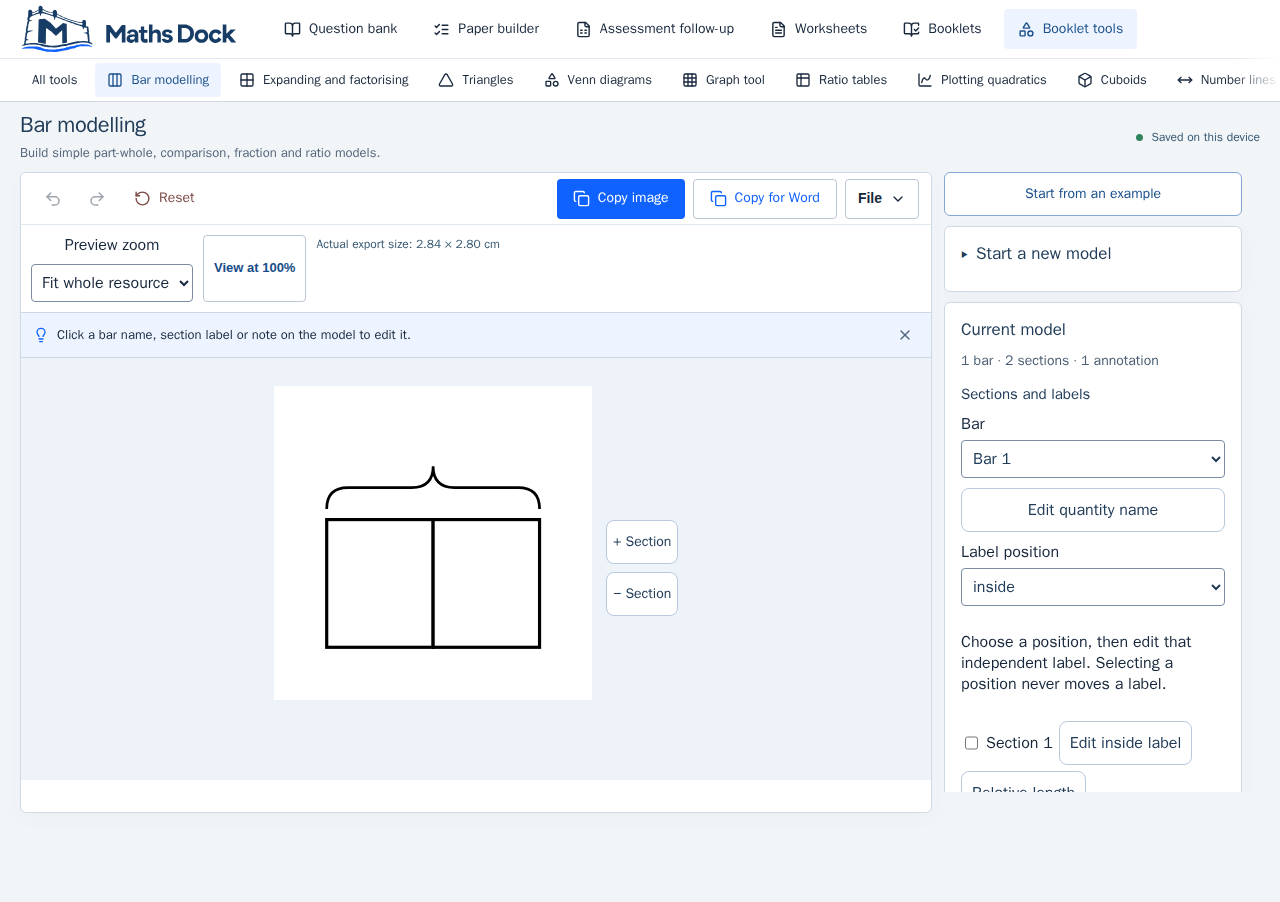 Maths Dock
Question bank
Paper builder
Assessment follow-up
Worksheets
Booklets
Booklet tools
All tools
Bar modelling
Expanding and factorising
Triangles
Venn diagrams
Graph tool
Ratio tables
Plotting quadratics
Cuboids
Number lines
Bar modelling
Build simple part-whole, comparison, fraction and ratio models.
Saved on this device
Reset
Copy image
Copy for Word
File
Preview zoom
Fit whole resource
View at 100%
Actual export size: 2.84 × 2.80 cm
Click a bar name, section label or note on the model to edit it.
+ Section
− Section
Start from an example
Start a new model
Current model
1 bar · 2 sections · 1 annotation
Sections and labels
Bar
Bar 1
Edit quantity name
Label position
inside
Choose a position, then edit that
independent label. Selecting a
position never moves a label.
Section 1
Edit inside label
Relative length